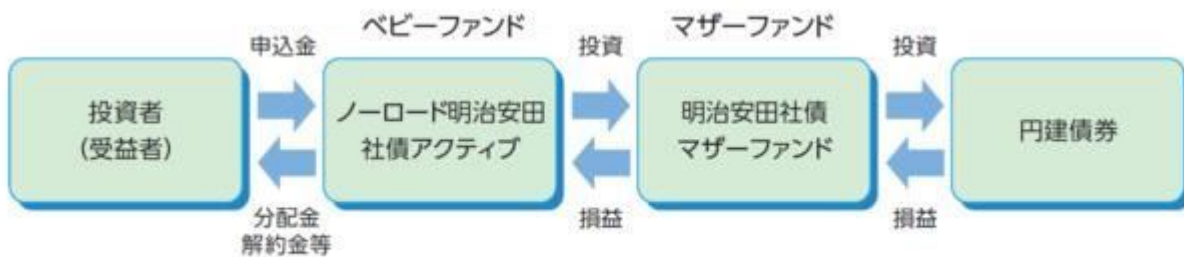 ベビーファンド
マザーファンド
申込金
投資
投資
投資者
(受益者)
ノーロード明治安田
社債アクティブ
明治安田社債
マザーファンド
円建債券
分配金
解約金等
損益
損益